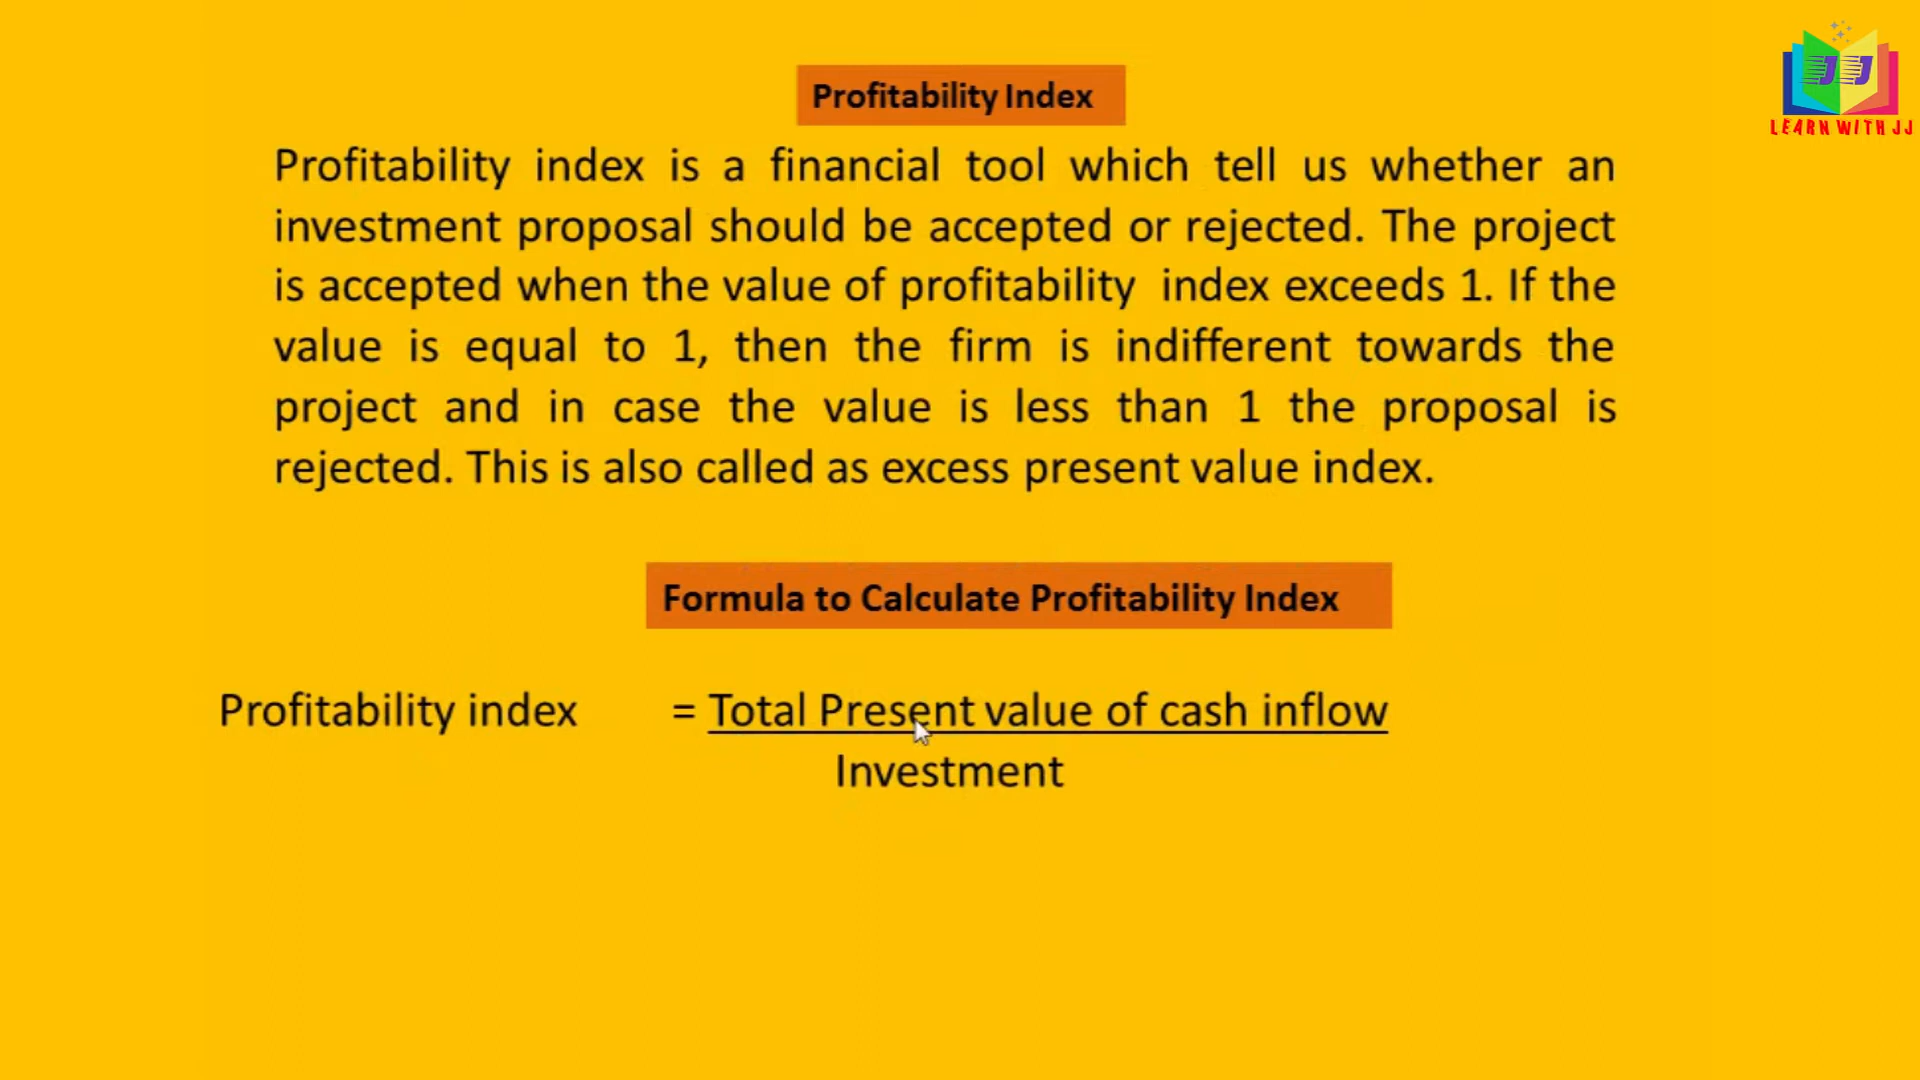 Profitability Index
JJ
LEARN WITH JJ
Profitability index is a financial tool which tell us whether an
investment proposal should be accepted or rejected. The project
is accepted when the value of profitability index exceeds 1. If the
value is equal to 1, then the firm is indifferent towards the
project and in case the value is less than 1 the proposal is
rejected. This is also called as excess present value index.
Formula to Calculate Profitability Index
Profitability index = Total Present value of cash inflow
Investment